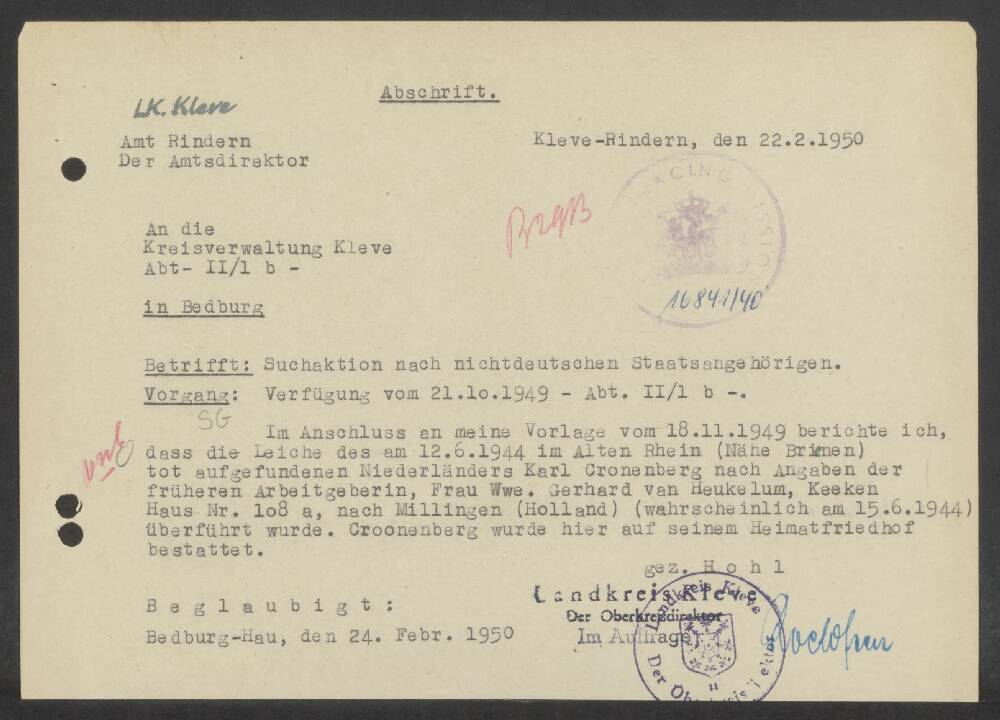 Abschrift.
LK. Kleve
Amt Rindern
Der Amtsdirektor
Kleve-Rindern, den 22.2.1950
An die
Kreisverwaltung Kleve
Abt- II/1 b -
in Bedburg
16841/40
Betrifft: Suchaktion nach nichtdeutschen Staatsangehörigen.
Vorgang: Verfügung vom 21.1o.1949 - Abt. II/1 b -.
SG
Im Anschluss an meine Vorlage vom 18.11.1949 berichte ich,
dass die Leiche des am 12.6.1944 im Alten Rhein (Nähe Brienen)
tot aufgefundenen Niederländers Karl Cronenberg nach Angaben der
früheren Arbeitgeberin, Frau Wwe. Gerhard van Heukelum, Keeken
Haus Nr. 1o8 a, nach Millingen (Holland) (wahrscheinlich am 15.6.1944)
überführt wurde. Croonenberg wurde hier auf seinem Heimatfriedhof
bestattet.
gez. H o h l
Landkreis Kleve
Der Oberkreisdirektor
B e g l a u b i g t :
Bedburg-Hau, den 24. Febr. 1950
Im Auftrage:
Landkreis Kleve
Der Oberkreisdirektor
11